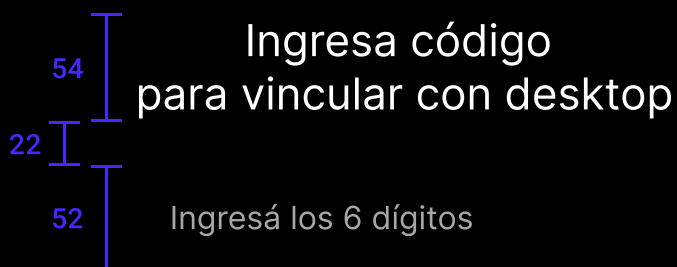 54
Ingresa código
para vincular con desktop
22
52
Ingresá los 6 dígitos